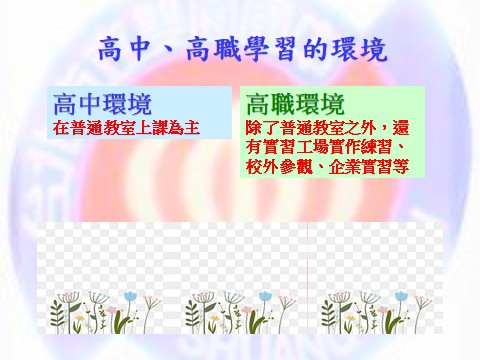 高中、高職學習的環境
高中環境
在普通教室上課為主
高職環境
除了普通教室之外，還
有實習工場實作練習、
校外參觀、企業實習等